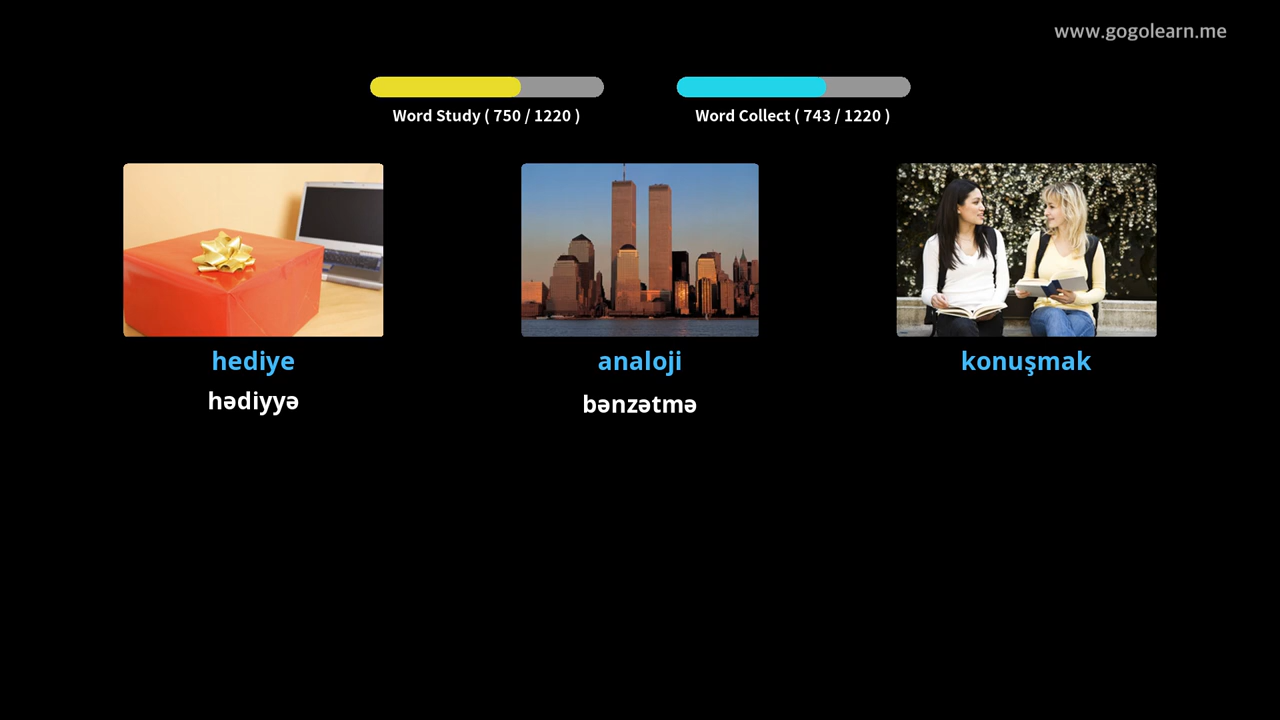 www.gogolearn.me
Word Study ( 750 / 1220 )
Word Collect ( 743 / 1220 )
hediye
hədiyyə
analoji
bənzətmə
konuşmak